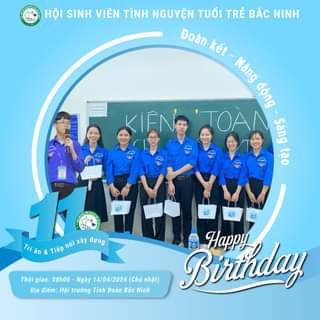 HỘI SINH VIÊN TÌNH NGUYỆN TUỔI TRẺ BẮC NINH
Đoàn kết - Năng động - Sáng tạo
KIỆN TOÀN
11
Tri ân & Tiếp nối xây dựng
Happy
Birthday
Thời gian: 08h00 - Ngày 14/04/2024 (Chủ nhật)
Địa điểm: Hội trường Tỉnh Đoàn Bắc Ninh